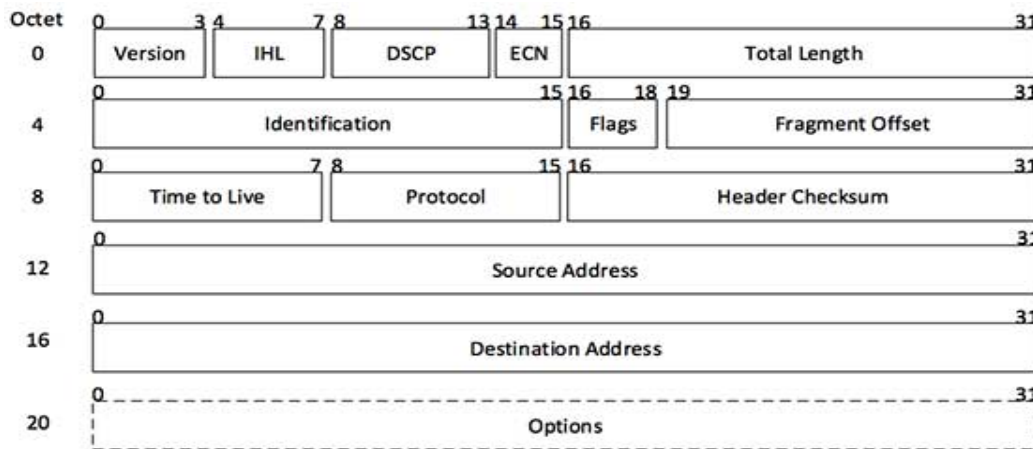 Octet 0 3 4 7 8 13 14 15 16 31
0 Version IHL DSCP ECN Total Length
0 15 16 18 19 31
4 Identification Flags Fragment Offset
0 7 8 15 16 31
8 Time to Live Protocol Header Checksum
0 31
12 Source Address
0 31
16 Destination Address
0 31
20 Options